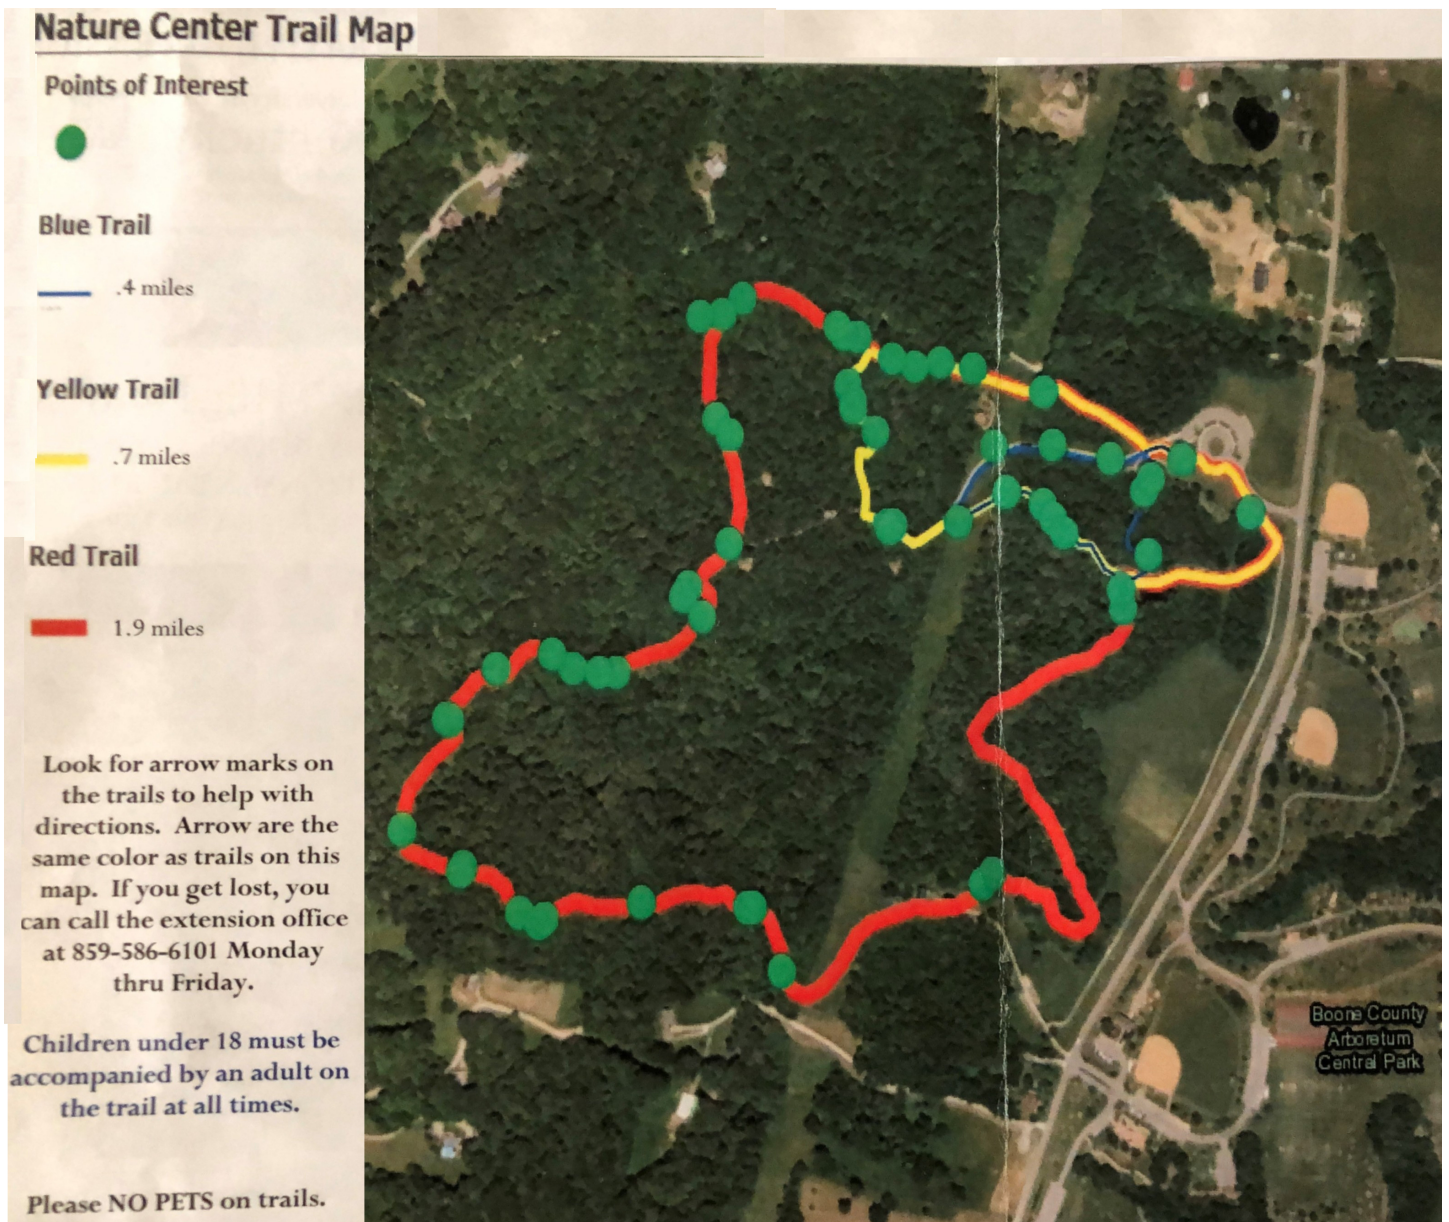 Nature Center Trail Map
Points of Interest
Blue Trail
.4 miles
Yellow Trail
.7 miles
Red Trail
1.9 miles
Look for arrow marks on
the trails to help with
directions. Arrow are the
same color as trails on this
map. If you get lost, you
can call the extension office
at 859-586-6101 Monday
thru Friday.
Children under 18 must be
accompanied by an adult on
the trail at all times.
Please NO PETS on trails.
Boone County
Arboretum
Central Park